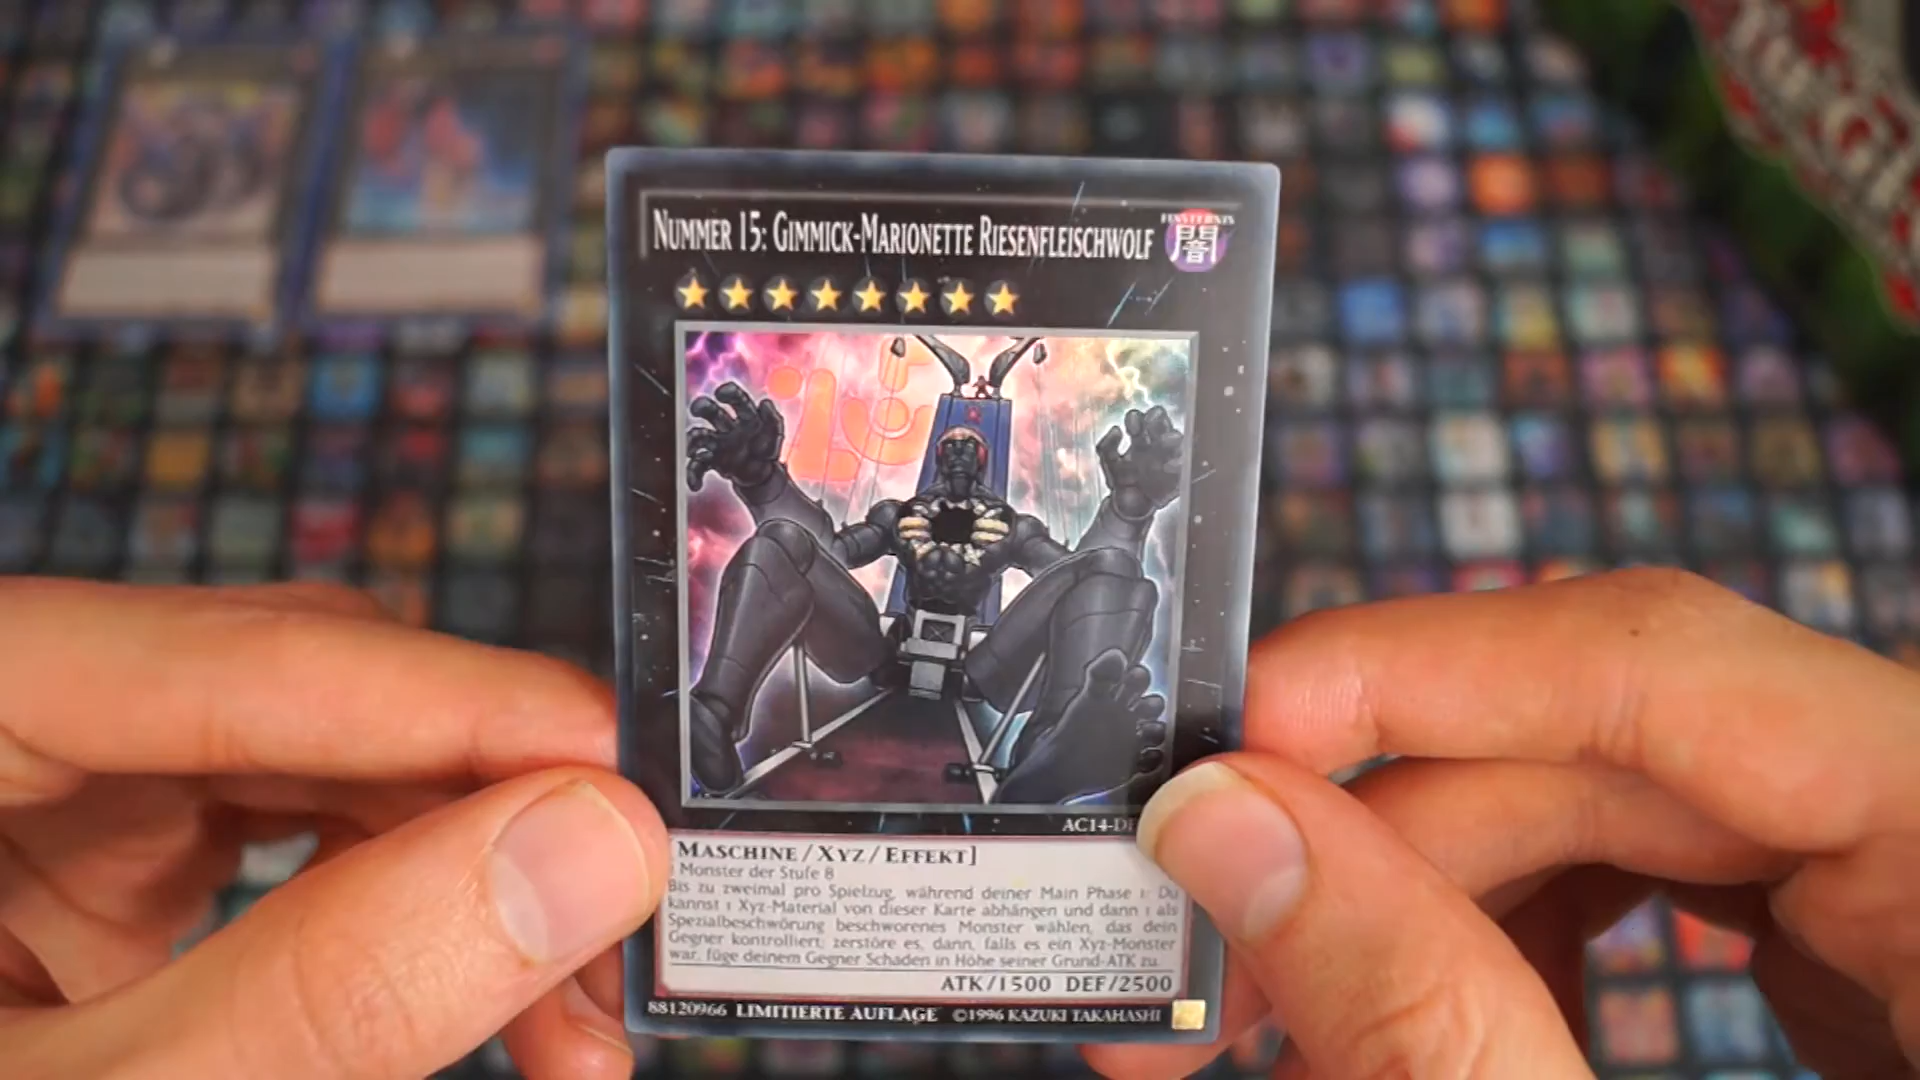 NUMMER 15: GIMMICK-MARIONETTE RIESENFLEISCHWOLF
FINSTERNIS
闇
AC14-DE
[MASCHINE/XYZ/EFFEKT]
Monster der Stufe 8
Bis zu zweimal pro Spielzug, während deiner Main Phase 1: Du
kannst 1 Xyz-Material von dieser Karte abhängen und dann 1 als
Spezialbeschwörung beschworenes Monster wählen, das dein
Gegner kontrolliert; zerstöre es, dann, falls es ein Xyz-Monster
war, füge deinem Gegner Schaden in Höhe seiner Grund-ATK zu.
ATK/1500 DEF/2500
88120966 LIMITIERTE AUFLAGE ©1996 KAZUKI TAKAHASHI